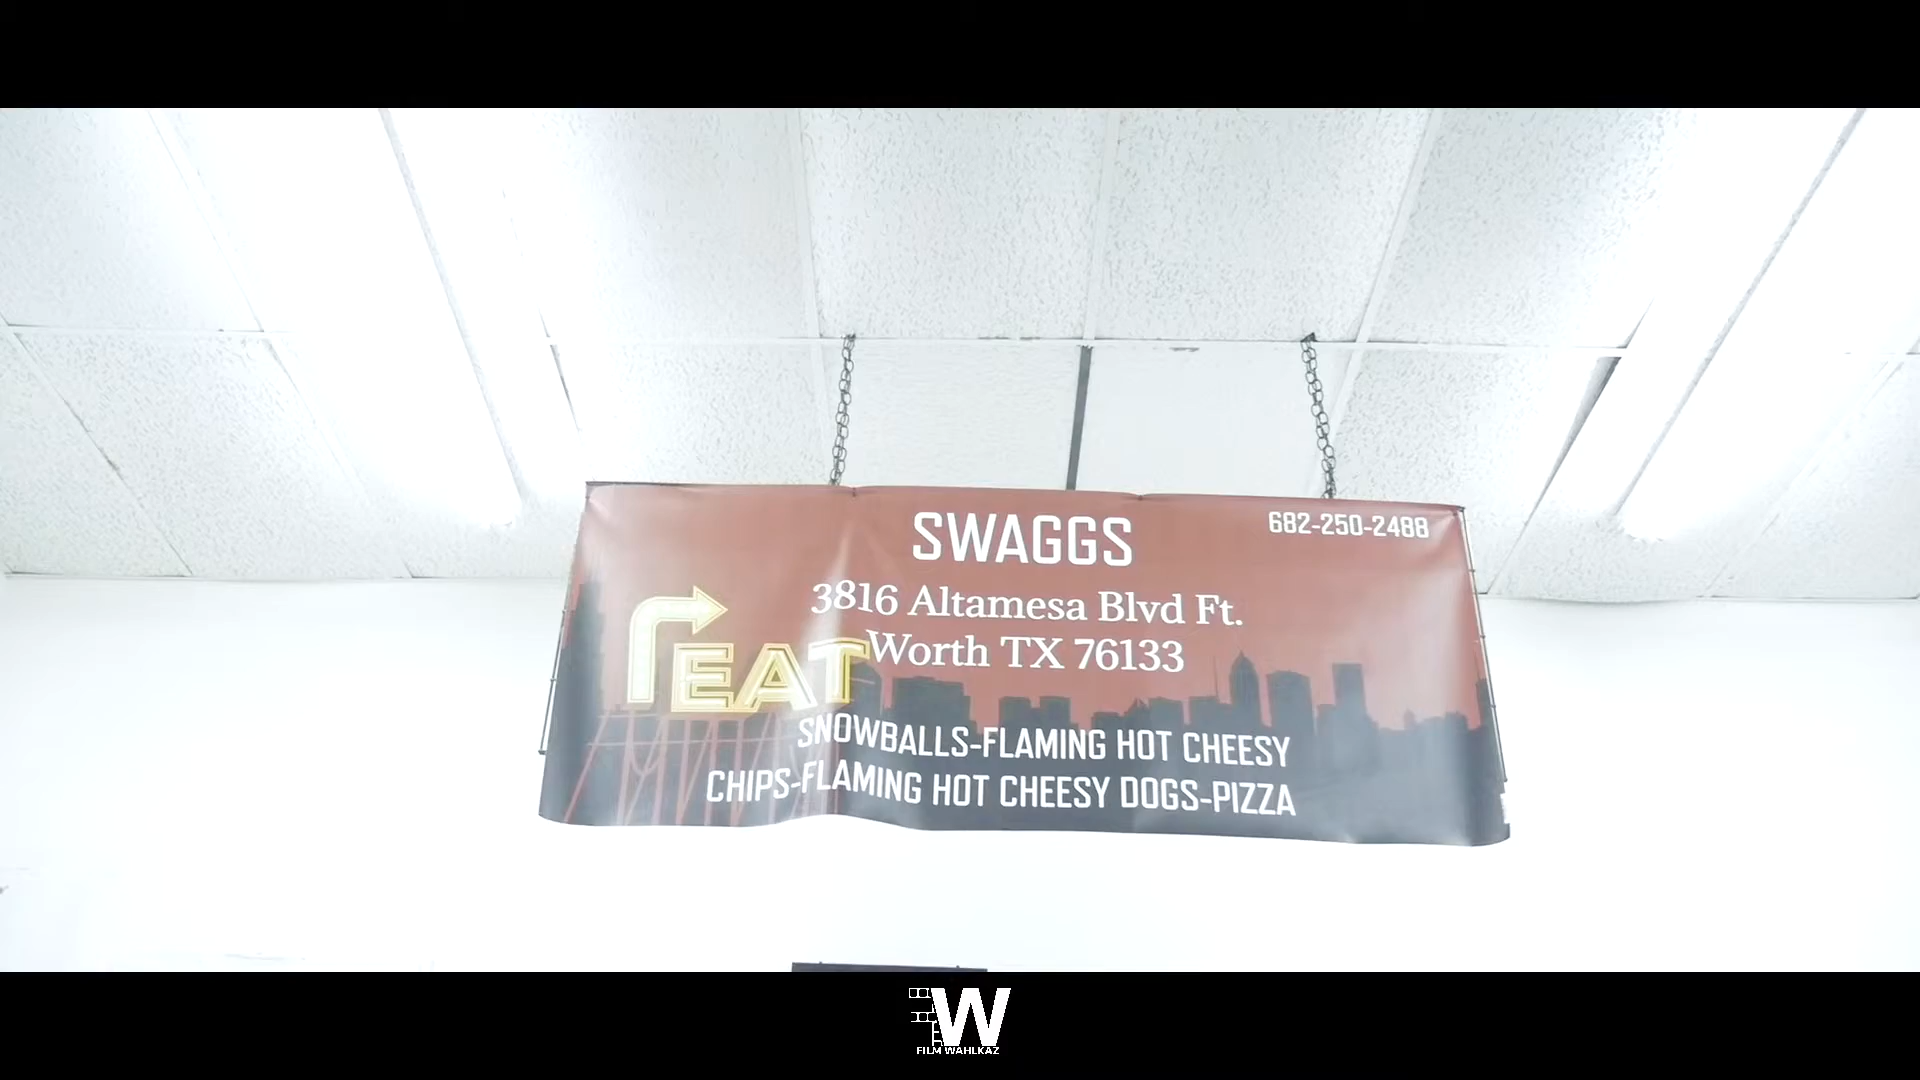 SWAGGS
682-250-2488
3816 Altamesa Blvd Ft.
Worth TX 76133
EAT
SNOWBALLS-FLAMING HOT CHEESY
CHIPS-FLAMING HOT CHEESY DOGS-PIZZA
W
FILM WAHLKAZ